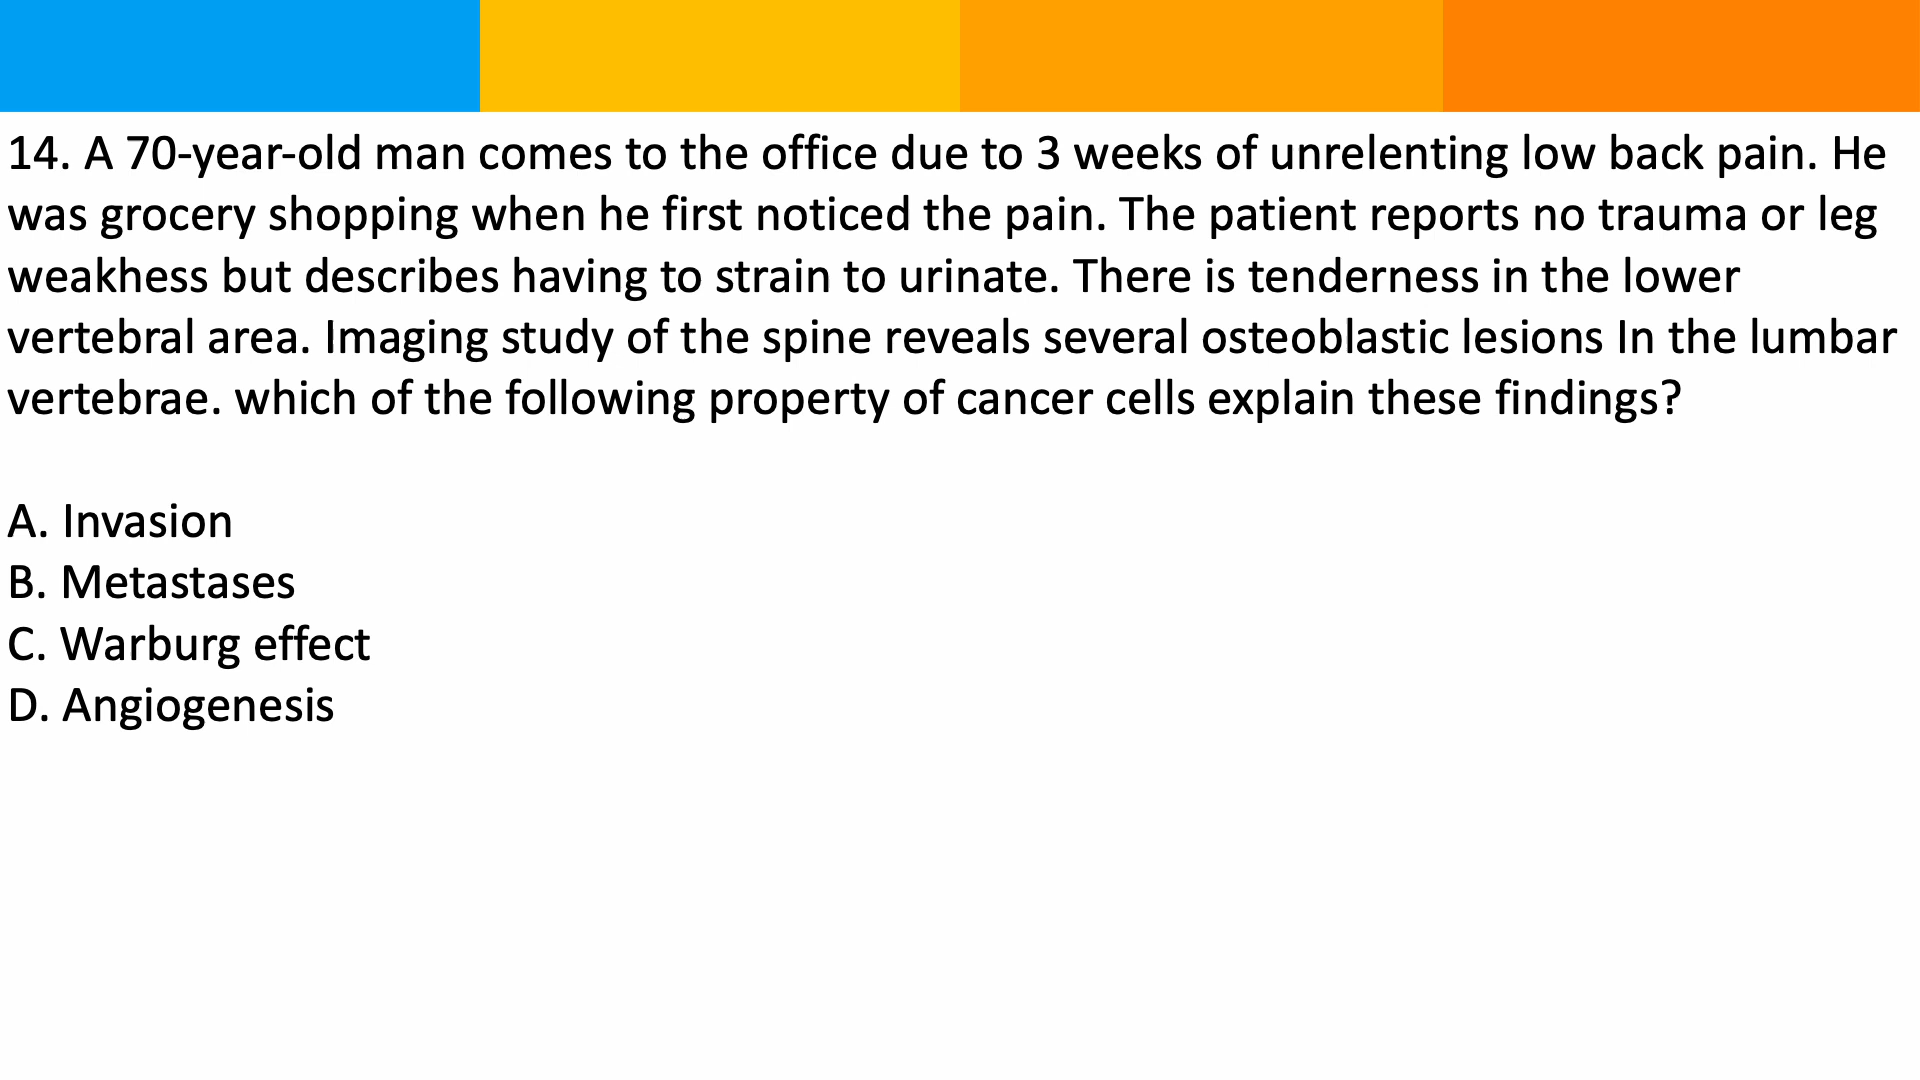 14. A 70-year-old man comes to the office due to 3 weeks of unrelenting low back pain. He
was grocery shopping when he first noticed the pain. The patient reports no trauma or leg
weakhess but describes having to strain to urinate. There is tenderness in the lower
vertebral area. Imaging study of the spine reveals several osteoblastic lesions In the lumbar
vertebrae. which of the following property of cancer cells explain these findings?
A. Invasion
B. Metastases
C. Warburg effect
D. Angiogenesis